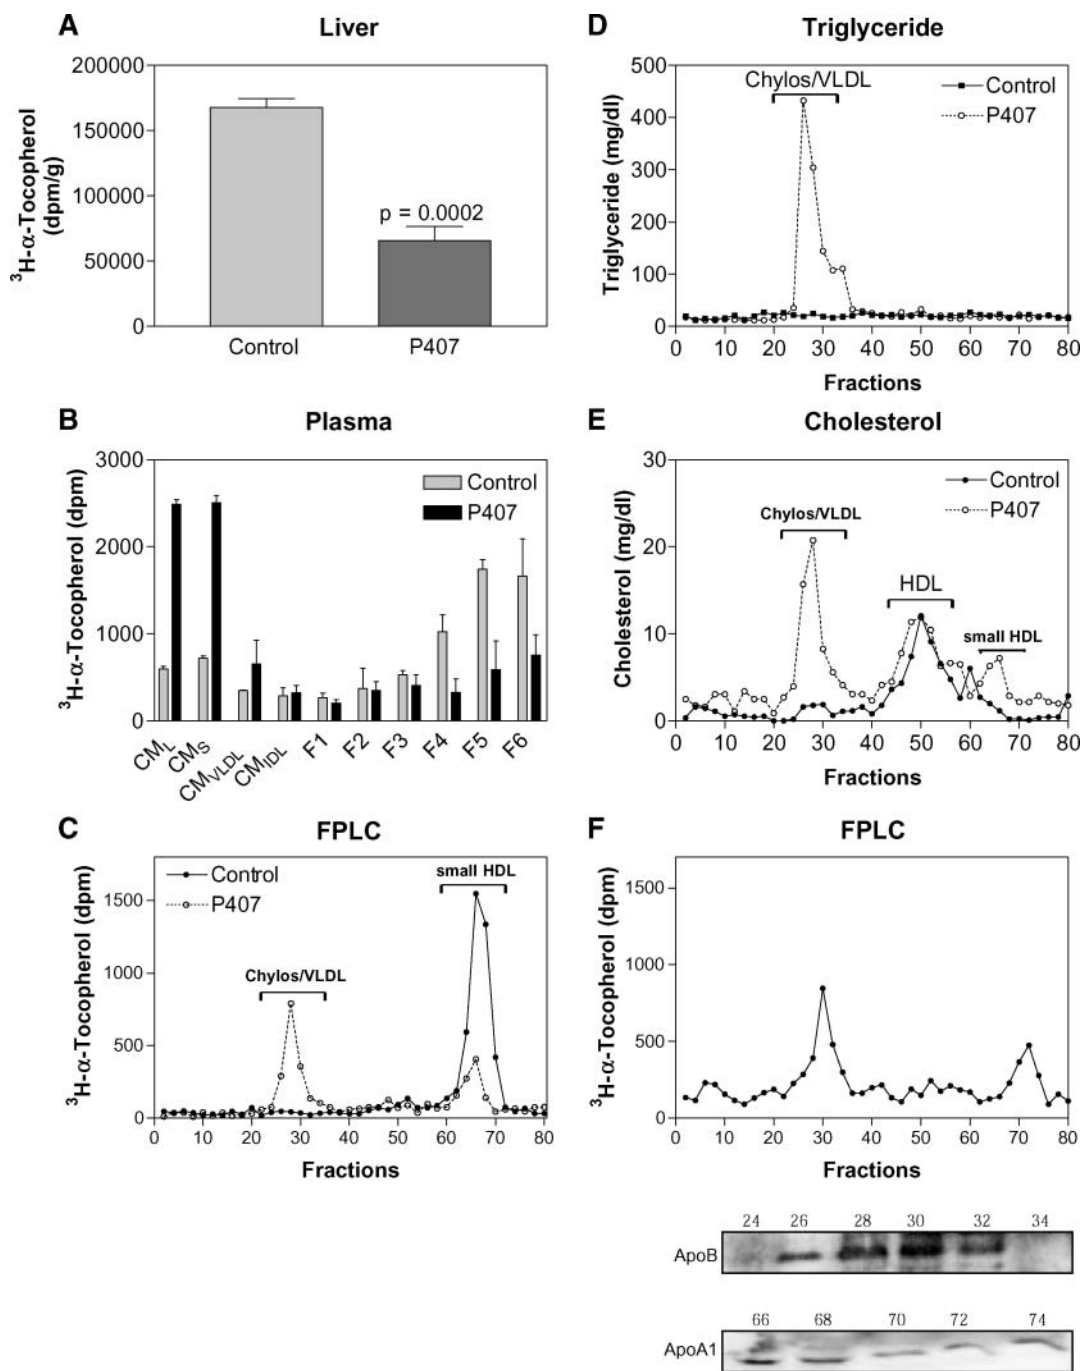 A Liver
200000
150000
100000
50000
0
³H-α-Tocopherol
(dpm/g)
p = 0.0002
Control P407
B Plasma
3000
2000
1000
0
³H-α-Tocopherol (dpm)
Control
P407
CM_L CM_S CM_VLDL CM_IDL F1 F2 F3 F4 F5 F6
C FPLC
1500
1000
500
0
³H-α-Tocopherol (dpm)
Control
P407
small HDL
Chylos/VLDL
0 10 20 30 40 50 60 70 80
Fractions
D Triglyceride
500
400
300
200
100
0
Triglyceride (mg/dl)
Chylos/VLDL
Control
P407
0 10 20 30 40 50 60 70 80
Fractions
E Cholesterol
30
20
10
0
Cholesterol (mg/dl)
Control
P407
Chylos/VLDL
HDL
small HDL
0 10 20 30 40 50 60 70 80
Fractions
F FPLC
1500
1000
500
0
³H-α-Tocopherol (dpm)
0 10 20 30 40 50 60 70 80
Fractions
24 26 28 30 32 34
ApoB
66 68 70 72 74
ApoA1